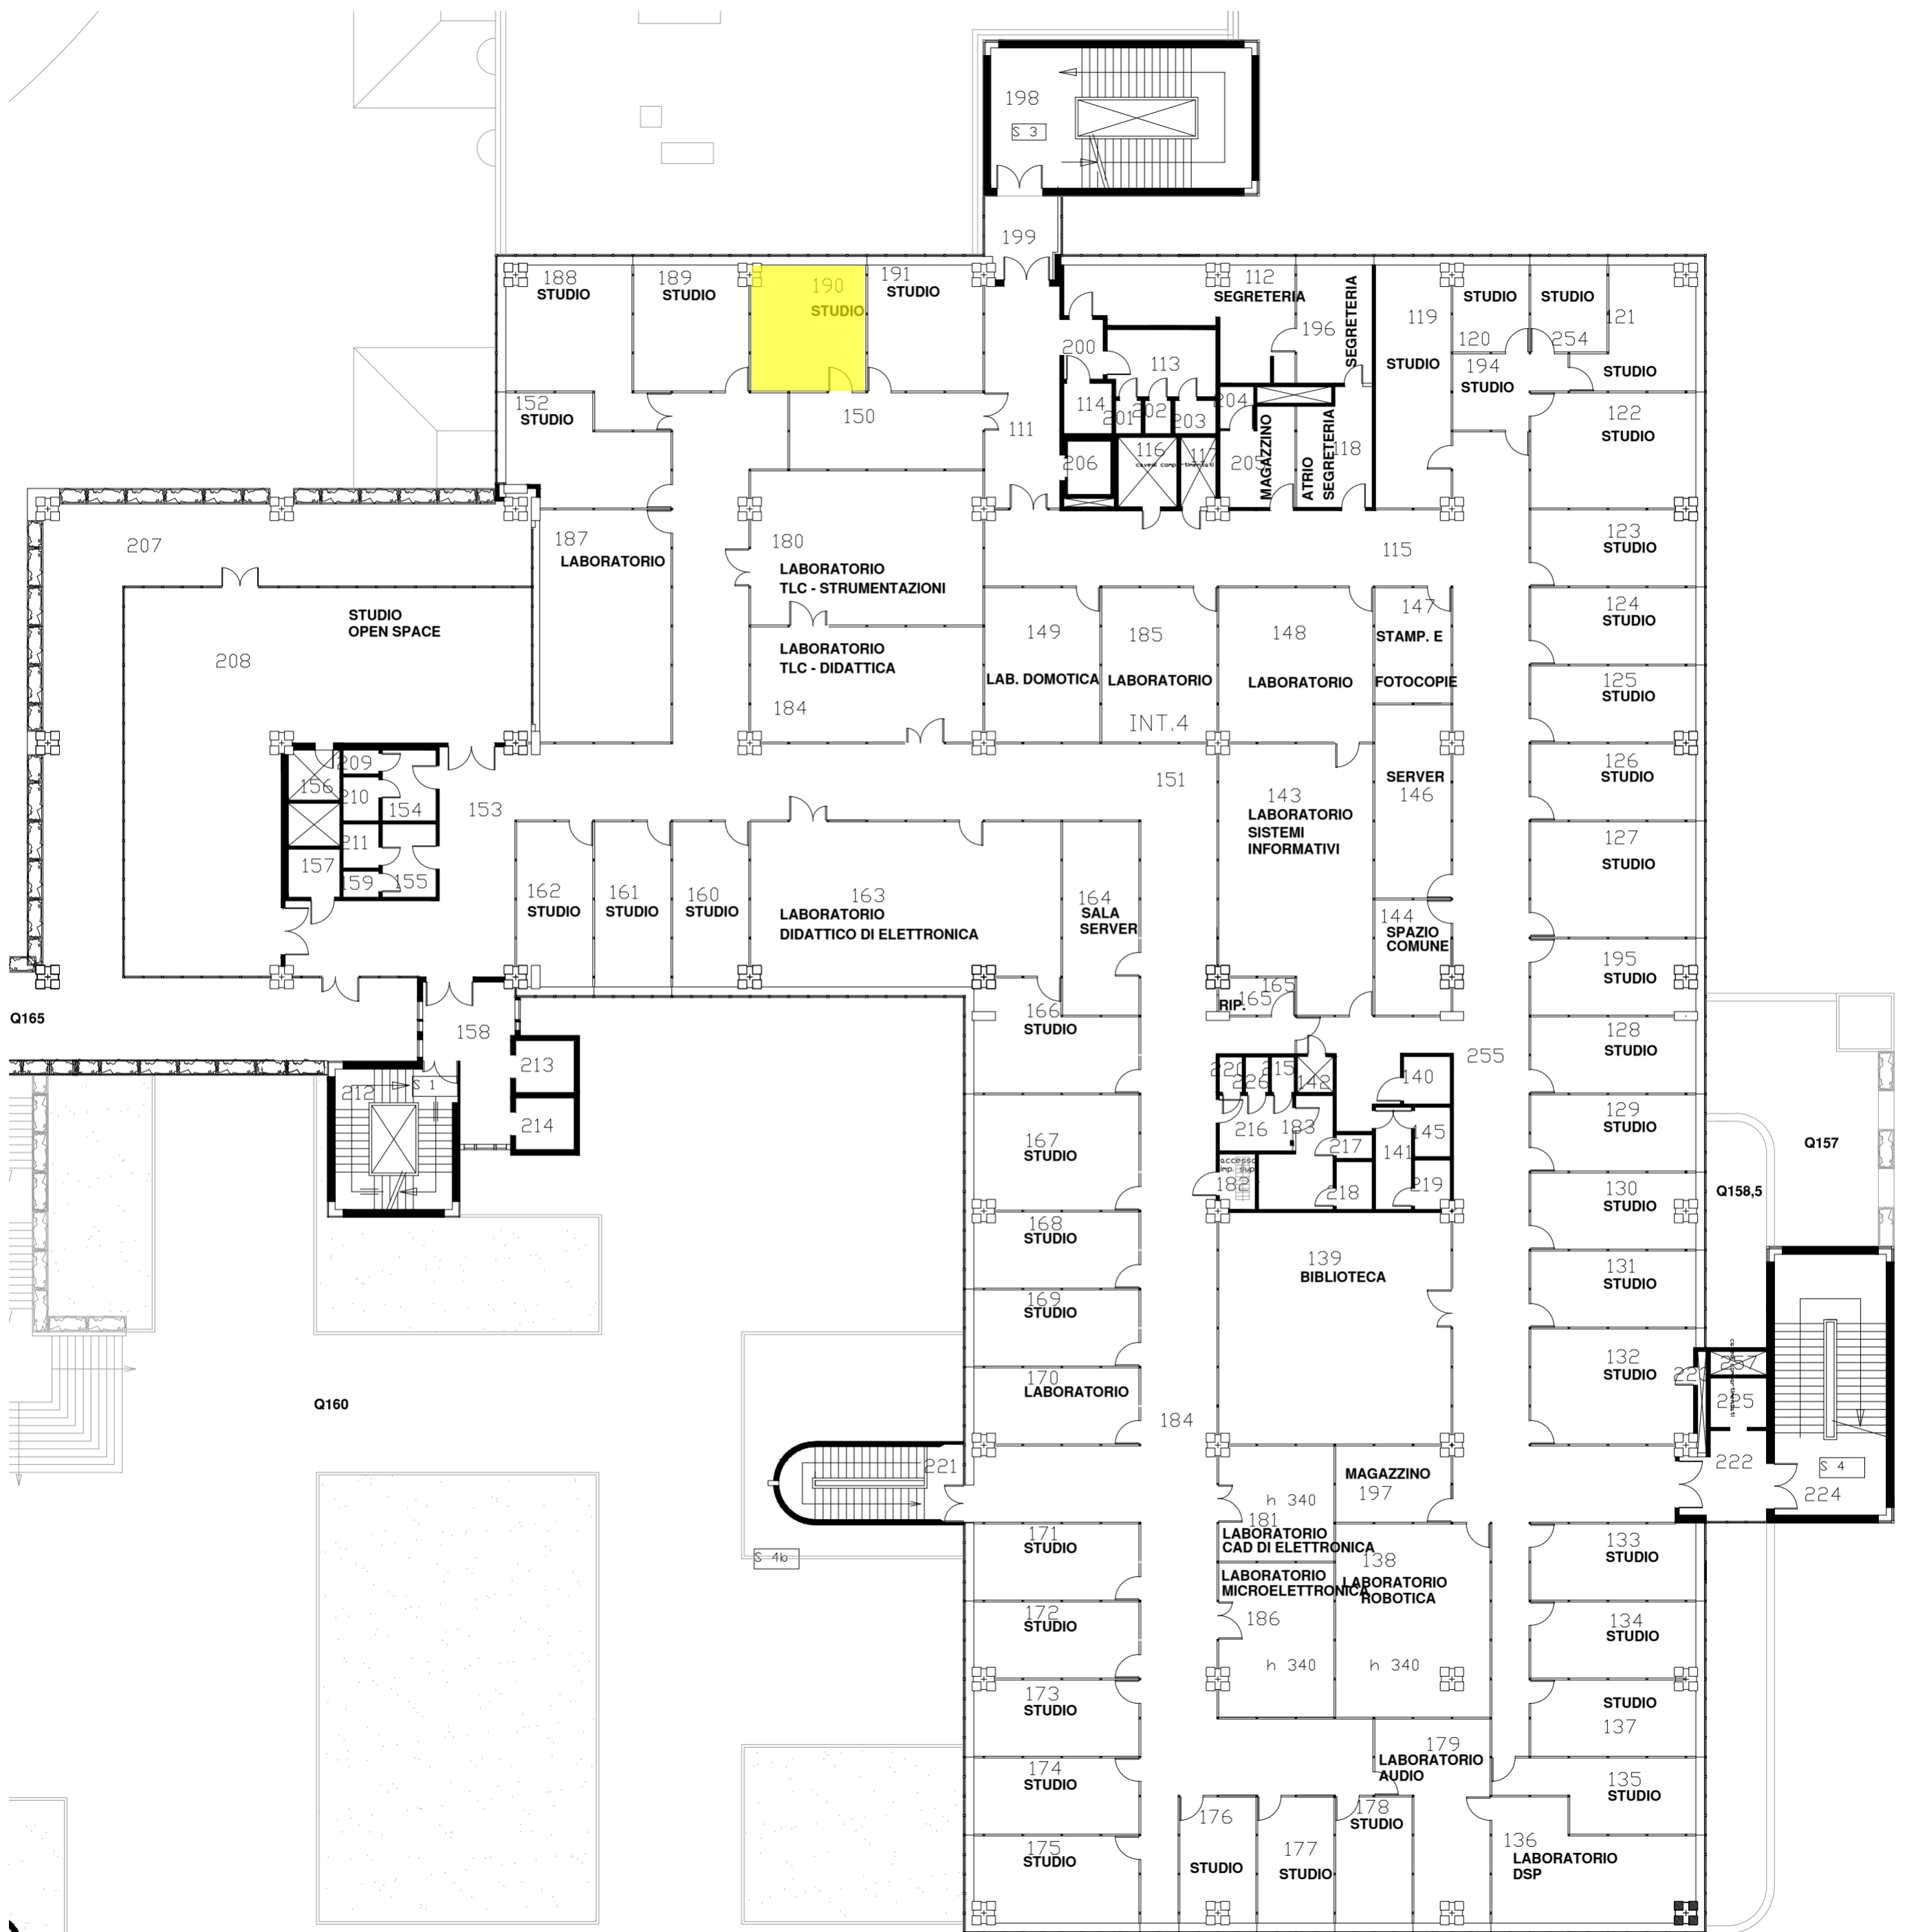 198
S 3
199
188
STUDIO
189
STUDIO
190
STUDIO
191
STUDIO
112
SEGRETERIA
196
SEGRETERIA
119
STUDIO
STUDIO
120
STUDIO
254
121
STUDIO
194
STUDIO
200
113
114
201
202
203
204
152
STUDIO
150
111
206
116
117
205
MAGAZZINO
ATRIO
SEGRETERIA
118
122
STUDIO
207
187
LABORATORIO
180
LABORATORIO
TLC - STRUMENTAZIONI
115
123
STUDIO
STUDIO
OPEN SPACE
208
LABORATORIO
TLC - DIDATTICA
184
149
LAB. DOMOTICA
185
LABORATORIO
INT.4
148
LABORATORIO
147
STAMP. E
FOTOCOPIE
124
STUDIO
125
STUDIO
156
209
210
154
153
211
157
159
155
151
143
LABORATORIO
SISTEMI
INFORMATIVI
SERVER
146
126
STUDIO
127
STUDIO
162
STUDIO
161
STUDIO
160
STUDIO
163
LABORATORIO
DIDATTICO DI ELETTRONICA
164
SALA
SERVER
144
SPAZIO
COMUNE
195
STUDIO
Q165
158
166
STUDIO
RIP.
165
165
255
128
STUDIO
213
212
S 1
214
220
226
215
142
140
216
183
217
141
145
accesso
imp. sup
182
218
219
129
STUDIO
Q157
167
STUDIO
130
STUDIO
Q158,5
168
STUDIO
139
BIBLIOTECA
131
STUDIO
169
STUDIO
170
LABORATORIO
132
STUDIO
225
Q160
184
221
222
S 4
224
MAGAZZINO
197
h 340
181
LABORATORIO
CAD DI ELETTRONICA
S 4b
171
STUDIO
138
LABORATORIO
ROBOTICA
LABORATORIO
MICROELETTRONICA
186
133
STUDIO
172
STUDIO
134
STUDIO
h 340
h 340
173
STUDIO
STUDIO
137
179
LABORATORIO
AUDIO
174
STUDIO
135
STUDIO
176
STUDIO
177
STUDIO
178
STUDIO
136
LABORATORIO
DSP
175
STUDIO